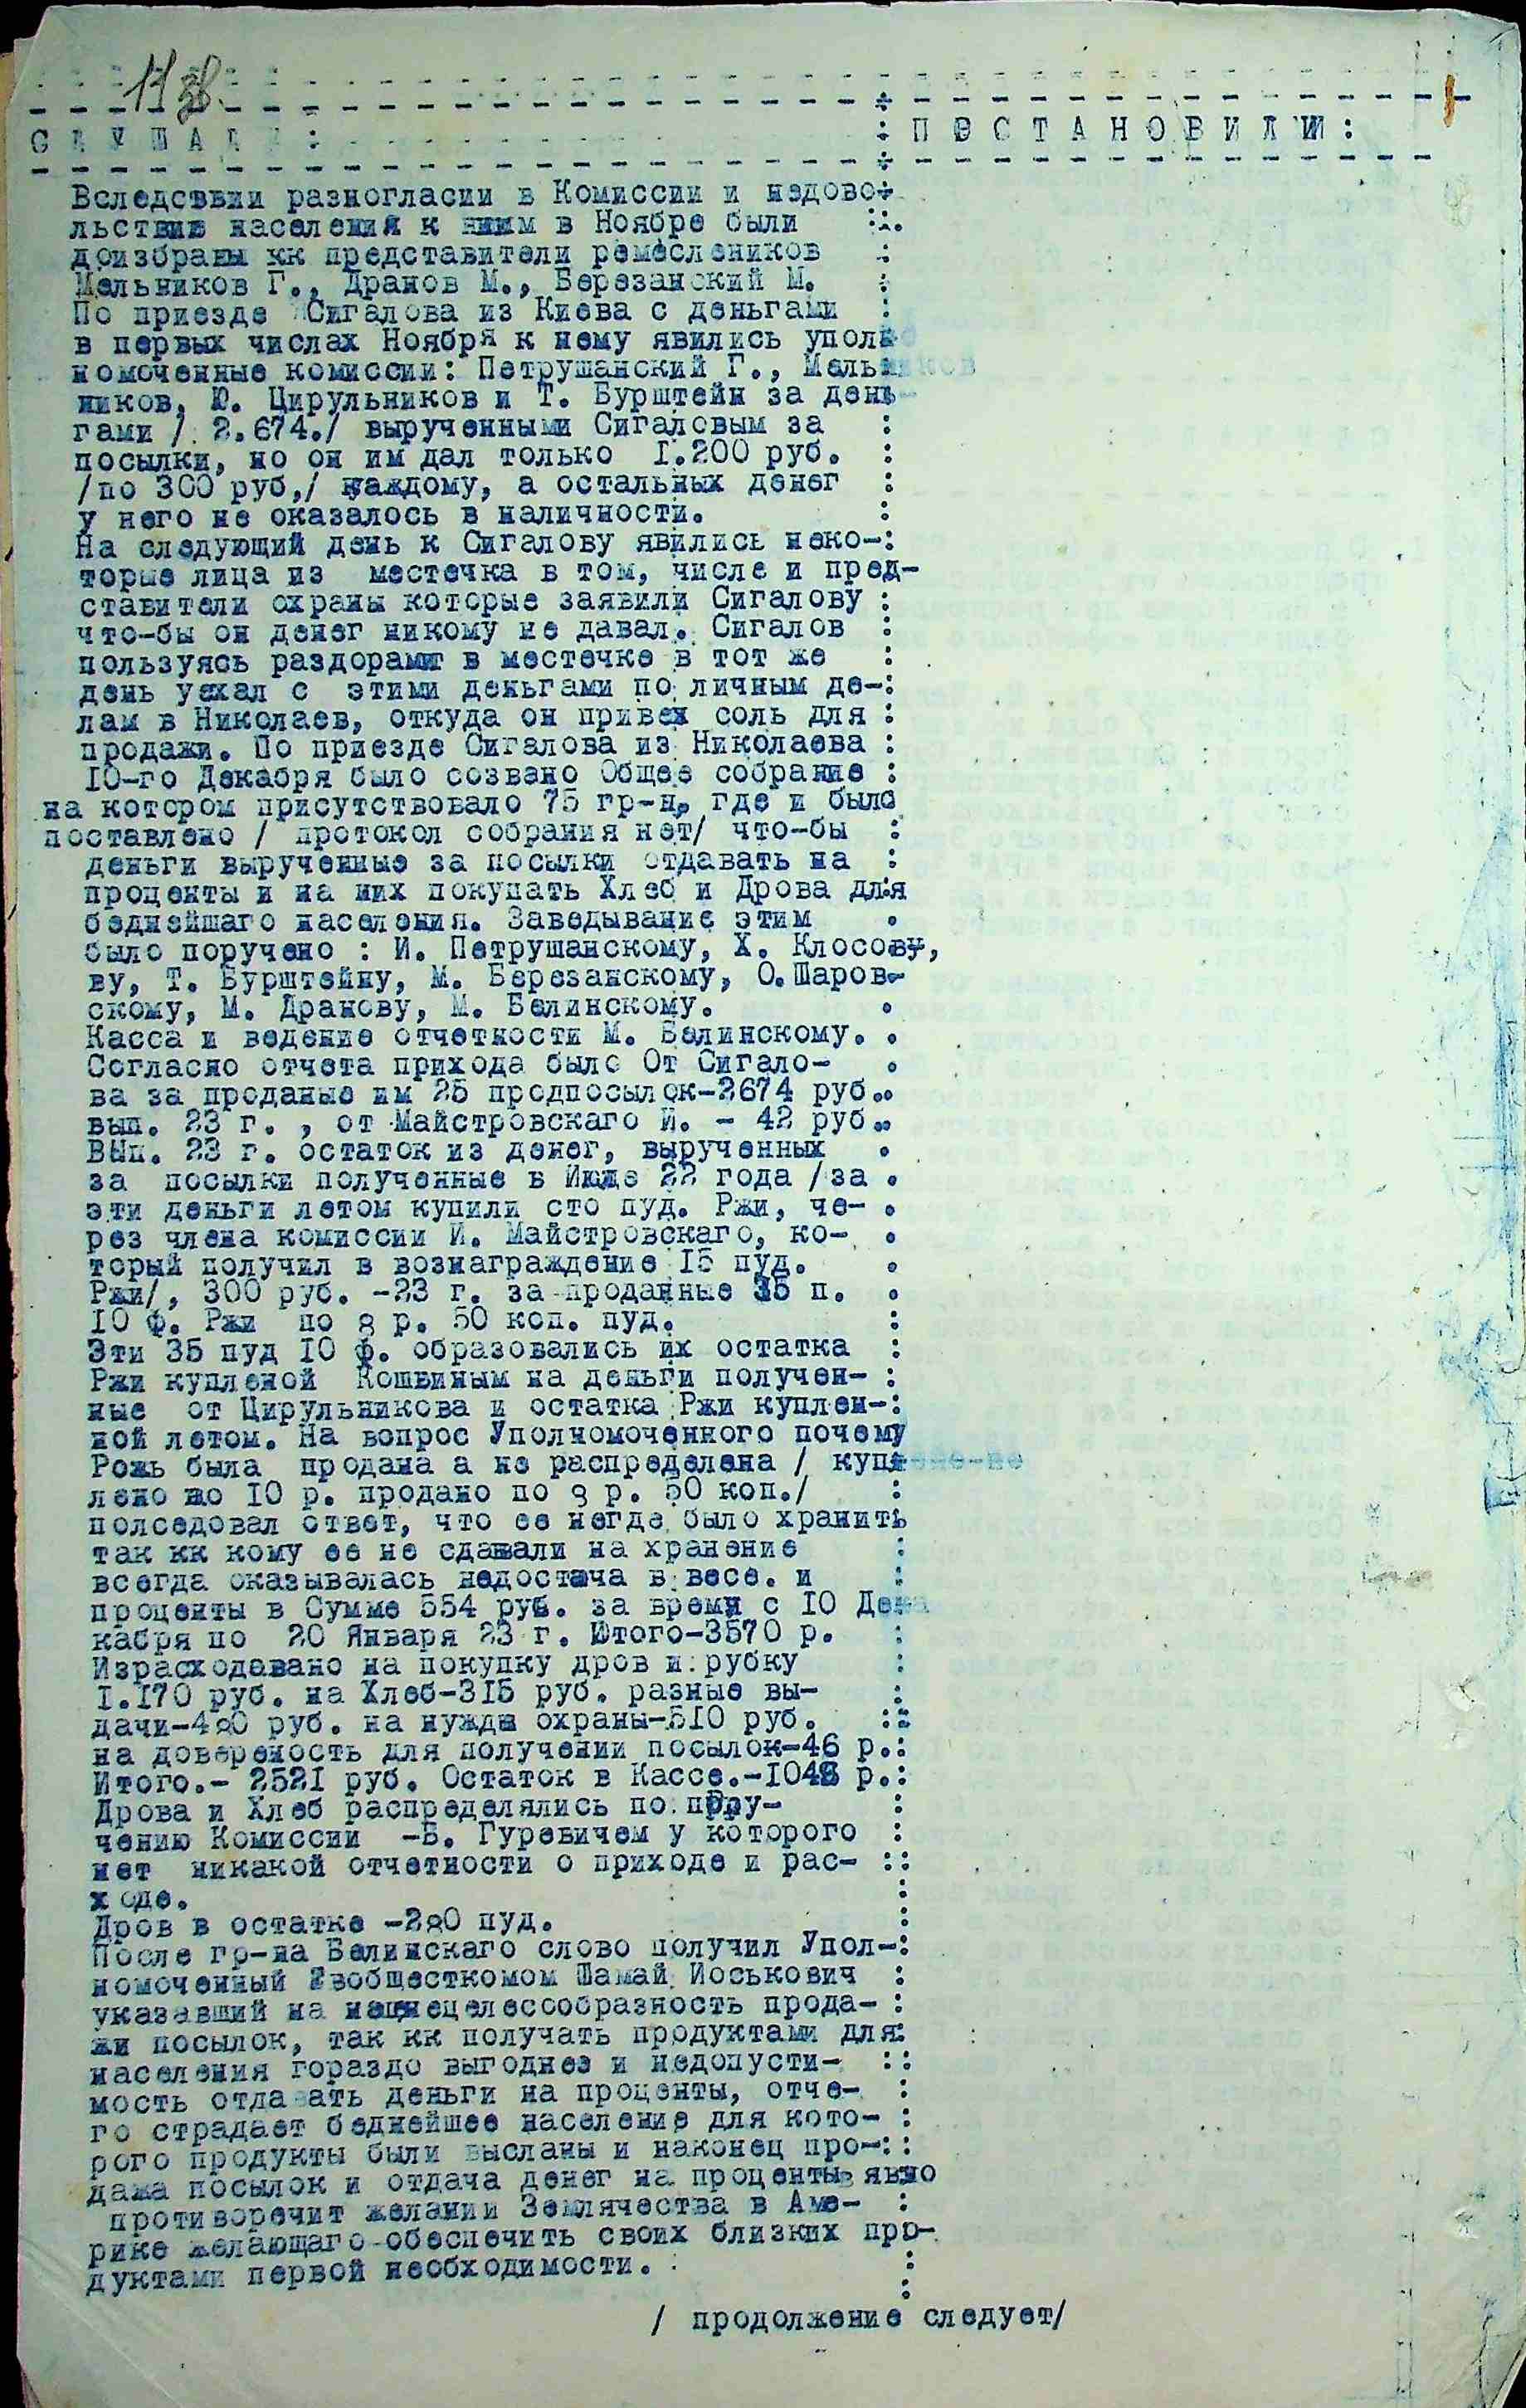 11 зв.
СЛУШАЛИ: : ПОСТАНОВИЛИ:
Вследствии разногласии в Комиссии и недово-
льствие населения к ним в Ноябре были :
доизбраны кк представители ремеслеников :
Мельников Г., Дранов М., Березанский М. :
По приезде Сигалова из Киева с деньгами :
в первых числах Ноября к нему явились упол-
номоченные комиссии: Петрушанский Г., Мельников
ников, Ю. Цирульников и Т. Бурштейн за день-
гами / 2.674./ вырученными Сигаловым за :
посылки, но он им дал только 1.200 руб. :
/по 300 руб,/ каждому, а остальных денег :
у него не оказалось в наличности. :
На следующий день к Сигалову явились неко-:
торые лица из местечка в том, числе и пред-
ставители охраны которые заявили Сигалову :
что-бы он денег никому не давал. Сигалов :
пользуясь раздорами в местечке в тот же :
день уехал с этими деньгами по личным де-:
лам в Николаев, откуда он привез соль для :
продажи. По приезде Сигалова из Николаева :
10-го Декабря было созвано Общее собрание :
на котором присутствовало 75 гр-н, где и было
поставлено / протокол собрания нет/ что-бы :
деньги вырученные за посылки отдавать на :
проценты и на них покупать Хлеб и Дрова для
беднейшаго населения. Заведывание этим .
было поручено : И. Петрушанскому, Х. Клосову,
ву, Т. Бурштейну, М. Березанскому, О. Шаров-
скому, М. Дранову, М. Белинскому. .
Касса и ведение отчетности М. Белинскому. .
Согласно отчета прихода было От Сигало- .
ва за проданые им 25 продпосылок-2674 руб..
вып. 23 г. , от Майстровскаго И. - 42 руб..
Вып. 23 г. остаток из денег, вырученных .
за посылки полученные в Июле 22 года /за .
эти деньги летом купили сто пуд. Ржи, че- .
рез члена комиссии И. Майстровскаго, ко- .
торый получил в вознаграждение 15 пуд. .
Ржи/, 300 руб. -23 г. за проданные 35 п. .
10 ф. Ржи по 8 р. 50 коп. пуд. :
Эти 35 пуд 10 ф. образовались их остатка :
Ржи купленой Кошвиным на деньги получен- :
ные от Цирульникова и остатка Ржи куплен-:
ной летом. На вопрос Уполномоченного почему
Рожь была продана а не распределена / куп-
лено по 10 р. продано по 8 р. 50 коп./ :
полседовал ответ, что ее негде было хранить
так кк кому ее не сдавали на хранение :
всегда оказывалась недостача в весе. и :
проценты в Сумме 554 руб. за время с 10 Де-
кабря по 20 Января 23 г. Итого-3570 р. :
Израсходавано на покупку дров и рубку :
1.170 руб. на Хлеб-315 руб. разные вы- :
дачи-480 руб. на нужды охраны-510 руб. :
на довереность для получении посылок-46 р.:
Итого.- 2521 руб. Остаток в Кассе.-1048 р.:
Дрова и Хлеб распределялись по пору- :
чению Комиссии -Б. Гуревичем у которого :
нет никакой отчетности о приходе и рас- ::
ходе. :
Дров в остатке -280 пуд. :
После гр-на Белинскаго слово получил Упол-:
номоченный Евобщесткомом Шамай Иоськович :
указавший на нецелесообразность прода- :
жи посылок, так кк получать продуктами для:
населения гораздо выгоднее и недопусти- ::
мость отдавать деньги на проценты, отче- :
го страдает беднейшее население для кото- :
рого продукты были высланы и наконец про-::
дажа посылок и отдача денег на проценты явно
противоречит желании Землячества в Аме- :
рике желающаго обеспечить своих близких про-
дуктами первой необходимости. :
/ продолжение следует/